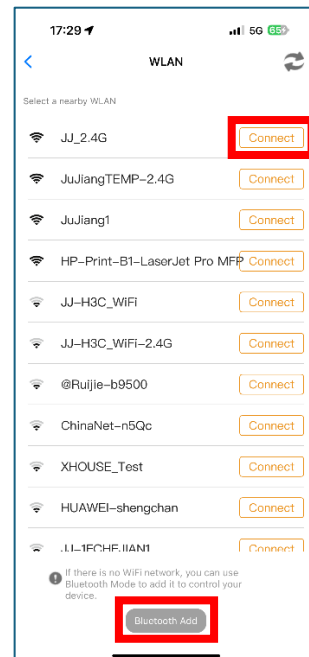 17:29 5G 65
WLAN
Select a nearby WLAN
JJ_2.4G Connect
JuJiangTEMP-2.4G Connect
JuJiang1 Connect
HP-Print-B1-LaserJet Pro MFP Connect
JJ-H3C_WiFi Connect
JJ-H3C_WiFi-2.4G Connect
@Ruijie-b9500 Connect
ChinaNet-n5Qc Connect
XHOUSE_Test Connect
HUAWEI-shengchan Connect
JJ-1FCHEJIAN1 Connect
If there is no WiFi network, you can use
Bluetooth Mode to add it to control your
device.
Bluetooth Add